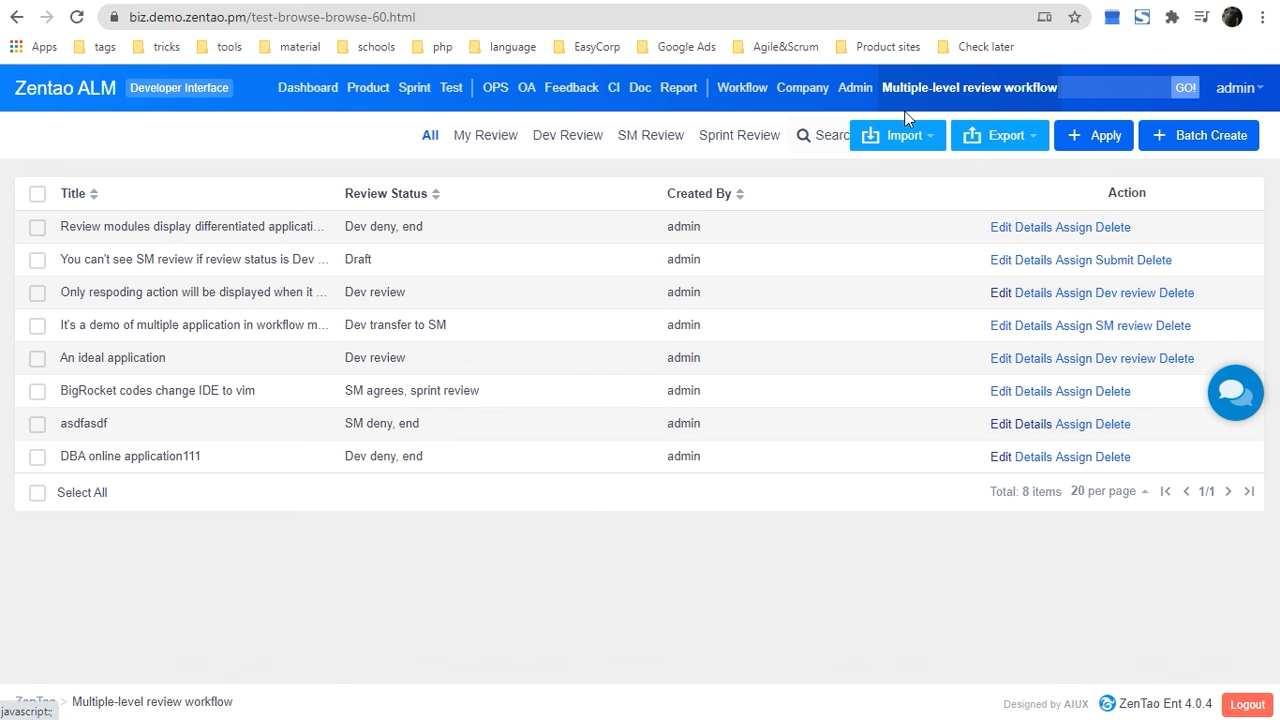 biz.demo.zentao.pm/test-browse-browse-60.html
Apps tags tricks tools material schools php language EasyCorp Google Ads Agile&Scrum Product sites Check later
Zentao ALM Developer Interface Dashboard Product Sprint Test OPS OA Feedback CI Doc Report Workflow Company Admin Multiple-level review workflow GO! admin
All My Review Dev Review SM Review Sprint Review Searc Import Export + Apply + Batch Create
Title Review Status Created By Action
Review modules display differentiated applicati... Dev deny, end admin Edit Details Assign Delete
You can't see SM review if review status is Dev ... Draft admin Edit Details Assign Submit Delete
Only respoding action will be displayed when it ... Dev review admin Edit Details Assign Dev review Delete
It's a demo of multiple application in workflow m... Dev transfer to SM admin Edit Details Assign SM review Delete
An ideal application Dev review admin Edit Details Assign Dev review Delete
BigRocket codes change IDE to vim SM agrees, sprint review admin Edit Details Assign Delete
asdfasdf SM deny, end admin Edit Details Assign Delete
DBA online application111 Dev deny, end admin Edit Details Assign Delete
Select All Total: 8 items 20 per page 1/1
ZenTao > Multiple-level review workflow Designed by AIUX ZenTao Ent 4.0.4 Logout
javascript:;